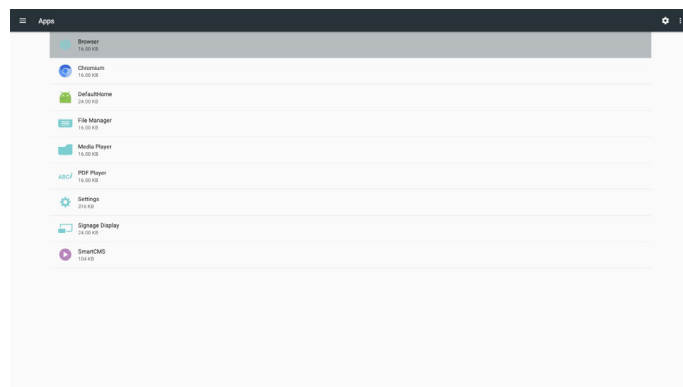 Apps
Browser
16.00 KB
Chromium
16.00 KB
DefaultHome
24.00 KB
File Manager
16.00 KB
Media Player
16.00 KB
ABC
PDF Player
16.00 KB
Settings
316 KB
Signage Display
24.00 KB
SmartCMS
104 KB